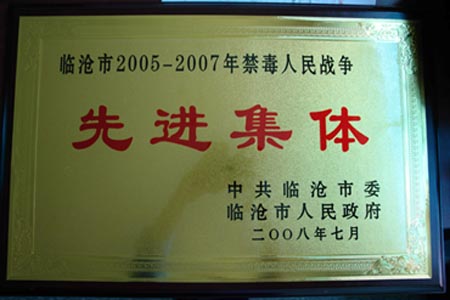 临沧市2005-2007年禁毒人民战争
先进集体
中共临沧市委
临沧市人民政府
二〇〇八年七月